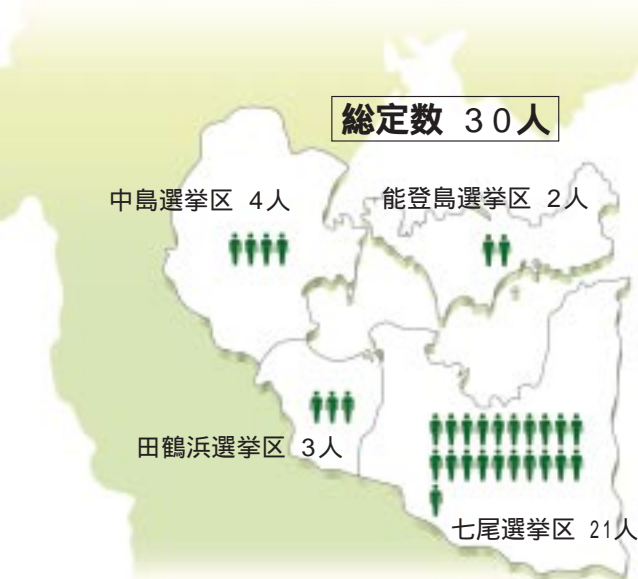 総定数 30人
中島選挙区 4人
能登島選挙区 2人
田鶴浜選挙区 3人
七尾選挙区 21人